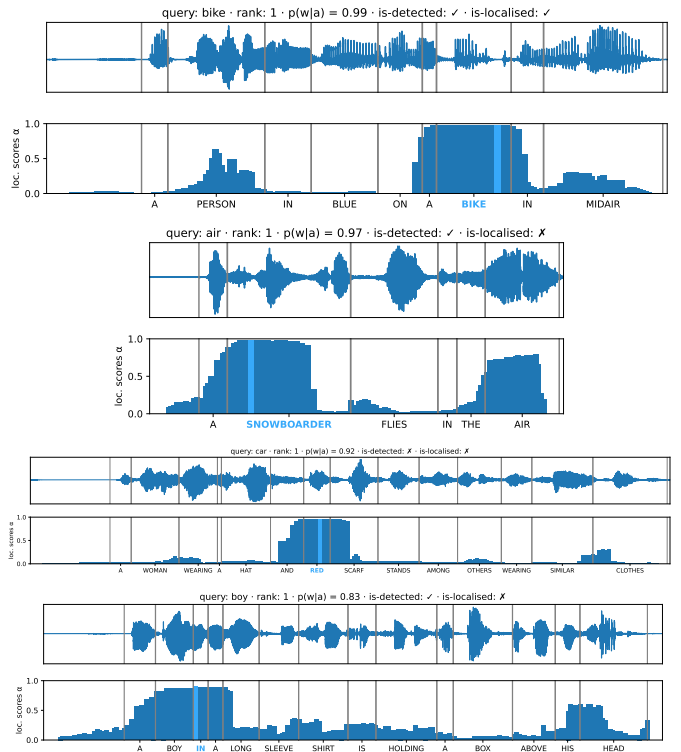 query: bike · rank: 1 · p(w|a) = 0.99 · is-detected: ✓ · is-localised: ✓
1.0
0.5
0.0
loc. scores α
A PERSON IN BLUE ON A BIKE IN MIDAIR
query: air · rank: 1 · p(w|a) = 0.97 · is-detected: ✓ · is-localised: ✗
1.0
0.5
0.0
loc. scores α
A SNOWBOARDER FLIES IN THE AIR
query: car · rank: 1 · p(w|a) = 0.92 · is-detected: ✗ · is-localised: ✗
1.0
0.5
0.0
loc. scores α
A WOMAN WEARING A HAT AND RED SCARF STANDS AMONG OTHERS WEARING SIMILAR CLOTHES
query: boy · rank: 1 · p(w|a) = 0.83 · is-detected: ✓ · is-localised: ✗
1.0
0.5
0.0
loc. scores α
A BOY IN A LONG SLEEVE SHIRT IS HOLDING A BOX ABOVE HIS HEAD